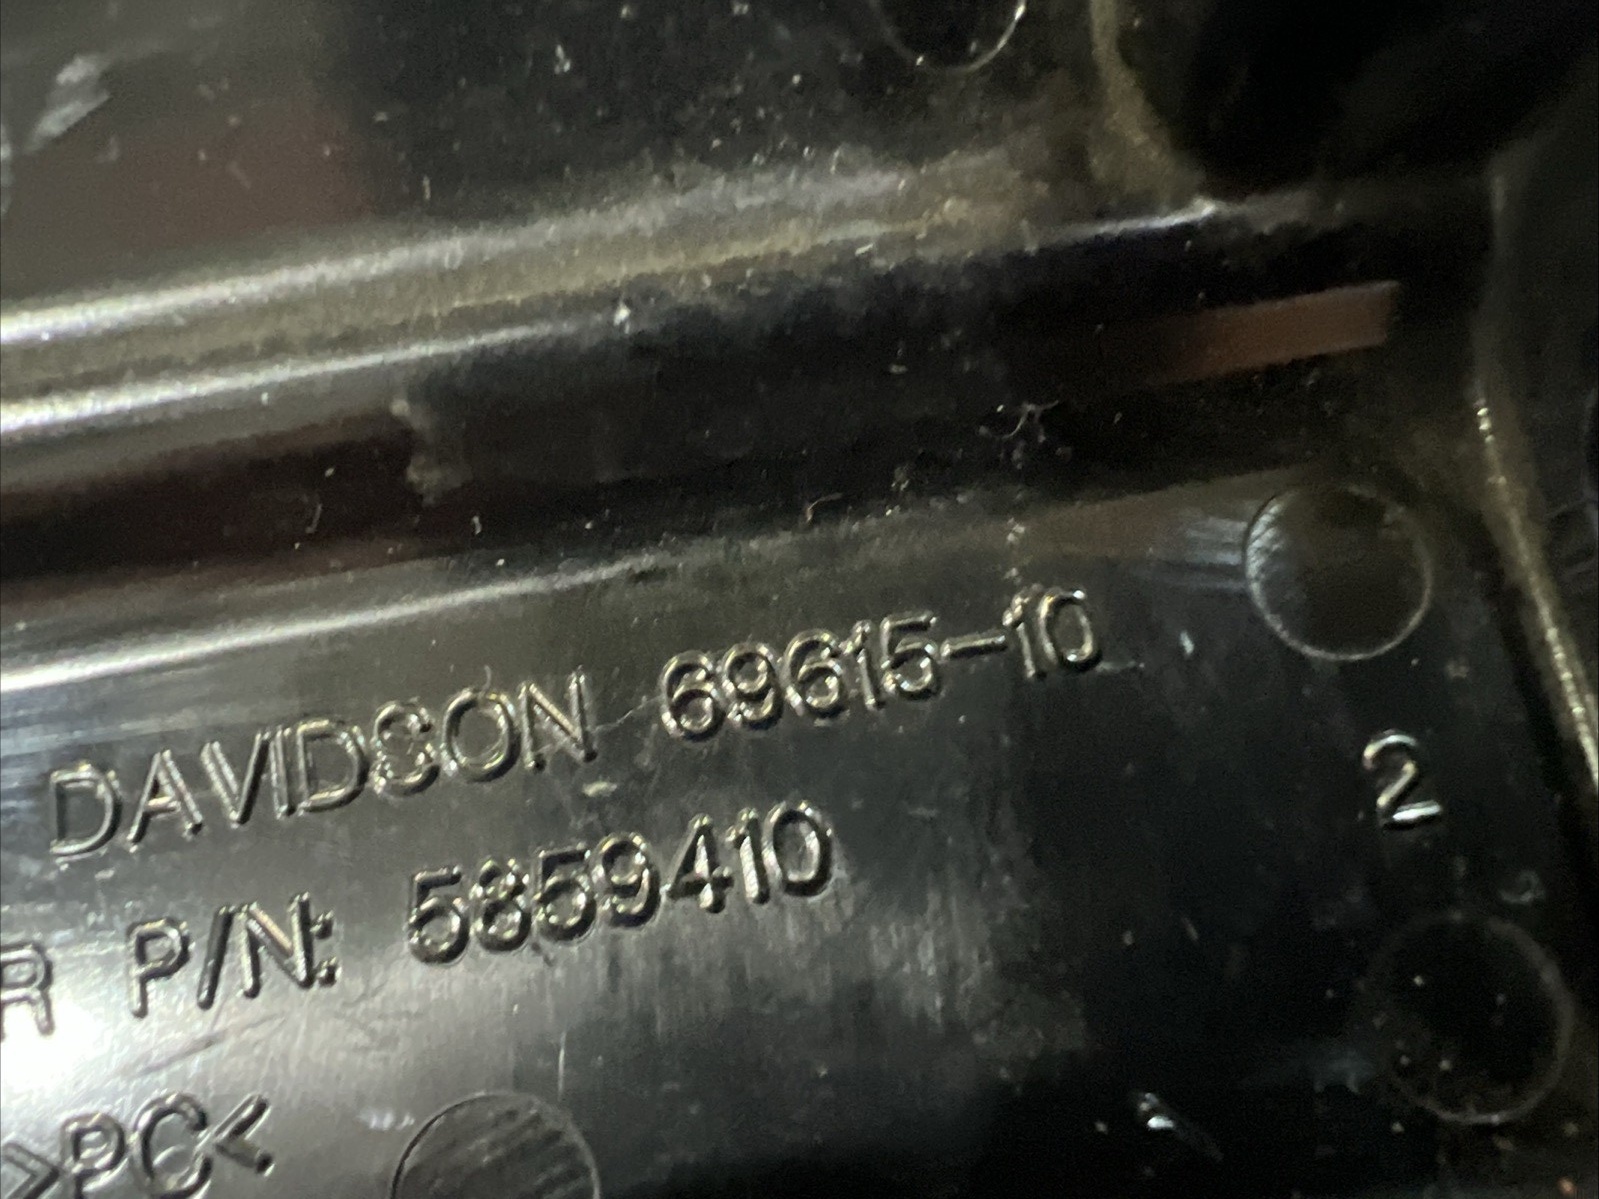 DAVIDSON 69615-10
2
R P/N: 5859410
>PC<